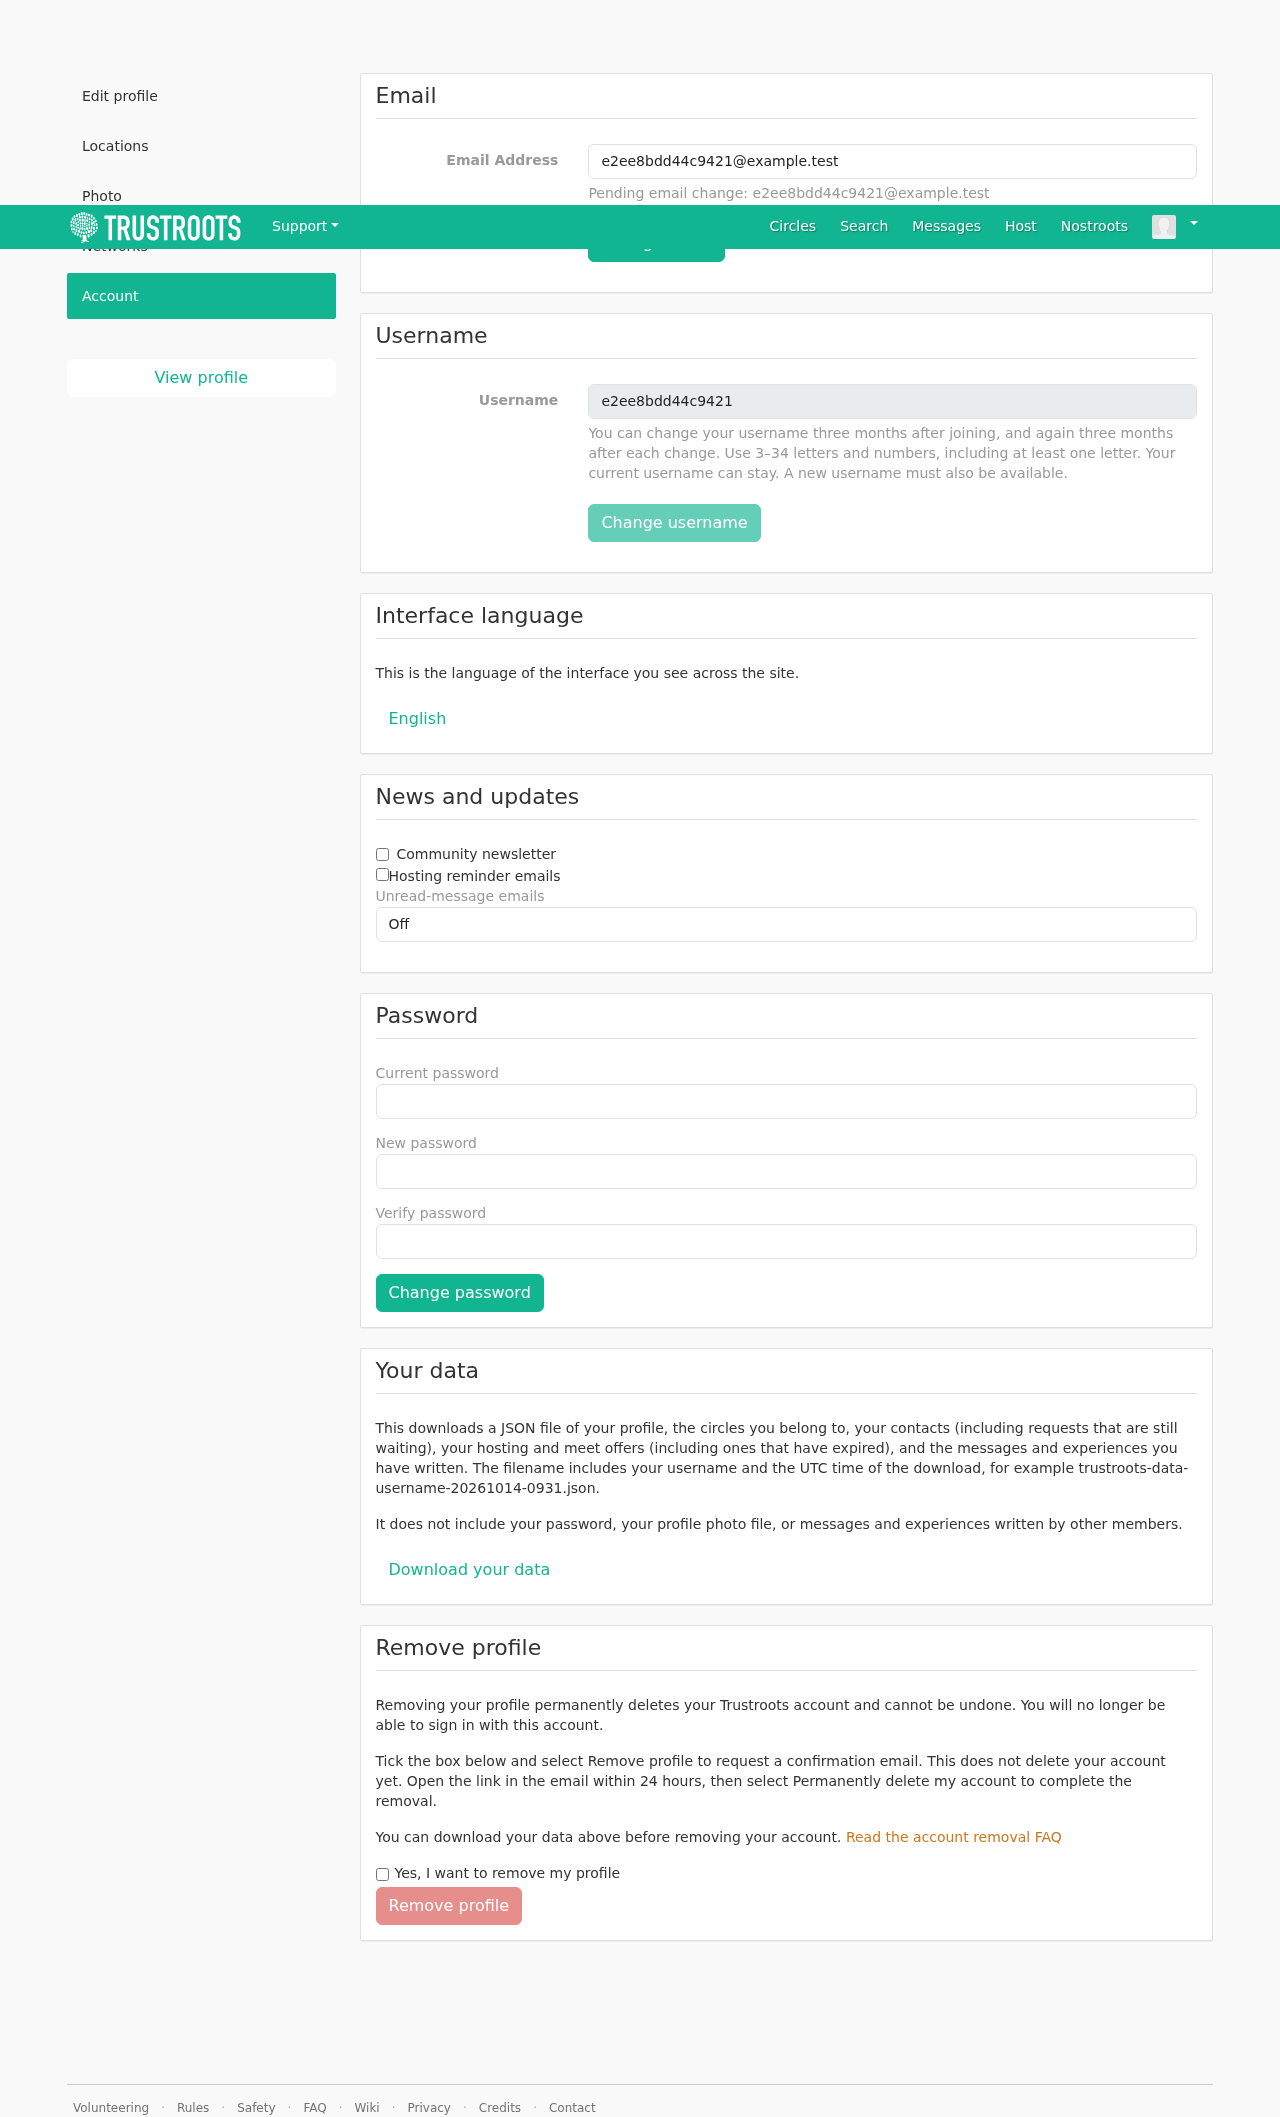 Edit profile
Locations
Photo
Account
View profile
Email
Email Address
e2ee8bdd44c9421@example.test
Pending email change: e2ee8bdd44c9421@example.test
TRUSTROOTS
Support
Circles
Search
Messages
Host
Nostroots
Username
Username
e2ee8bdd44c9421
You can change your username three months after joining, and again three months
after each change. Use 3–34 letters and numbers, including at least one letter. Your
current username can stay. A new username must also be available.
Change username
Interface language
This is the language of the interface you see across the site.
English
News and updates
Community newsletter
Hosting reminder emails
Unread-message emails
Off
Password
Current password
New password
Verify password
Change password
Your data
This downloads a JSON file of your profile, the circles you belong to, your contacts (including requests that are still
waiting), your hosting and meet offers (including ones that have expired), and the messages and experiences you
have written. The filename includes your username and the UTC time of the download, for example trustroots-data-
username-20261014-0931.json.
It does not include your password, your profile photo file, or messages and experiences written by other members.
Download your data
Remove profile
Removing your profile permanently deletes your Trustroots account and cannot be undone. You will no longer be
able to sign in with this account.
Tick the box below and select Remove profile to request a confirmation email. This does not delete your account
yet. Open the link in the email within 24 hours, then select Permanently delete my account to complete the
removal.
You can download your data above before removing your account. Read the account removal FAQ
Yes, I want to remove my profile
Remove profile
Volunteering · Rules · Safety · FAQ · Wiki · Privacy · Credits · Contact